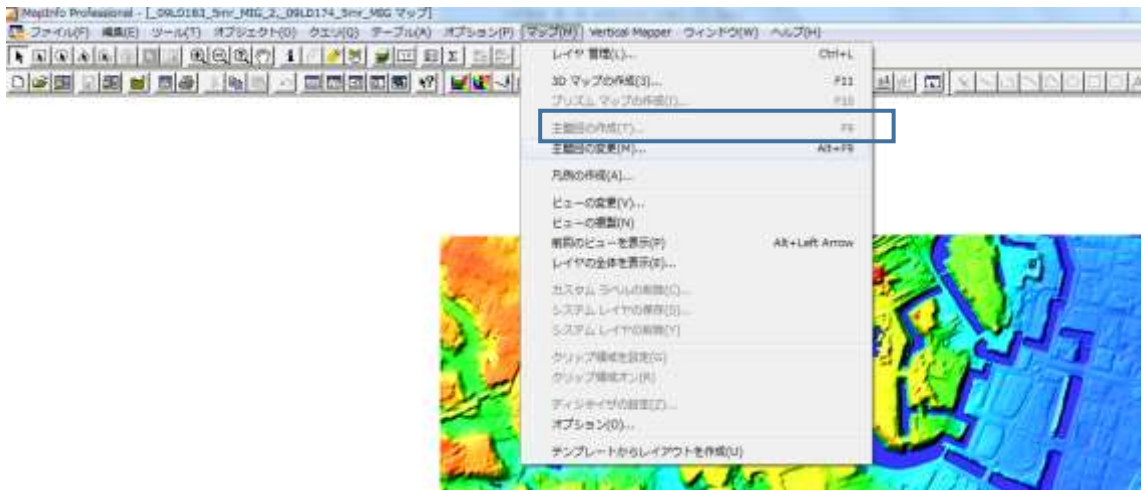 MapInfo Professional - [_09LD183_5mr_MIG_2,_09LD174_5mr_MIG マップ]
ファイル(F) 編集(E) ツール(T) オブジェクト(O) クエリ(Q) テーブル(A) オプション(P) マップ(M) Vertical Mapper ウィンドウ(W) ヘルプ(H)
レイヤ 管理(L)... Ctrl+L
3D マップの作成(3)... F11
プリズム マップの作成(I)... F10
主題図の作成(T)... F9
主題図の変更(M)... Alt+F9
凡例の作成(A)...
ビューの変更(V)...
ビューの複製(N)
前回のビューを表示(P) Alt+Left Arrow
レイヤの全体を表示(E)...
カスタム ラベルの削除(C)...
システム レイヤの保存(S)...
システム レイヤの削除(Y)
クリップ領域を設定(G)
クリップ領域オン(R)
ディジタイザの設定(Z)...
オプション(O)...
テンプレートからレイアウトを作成(U)